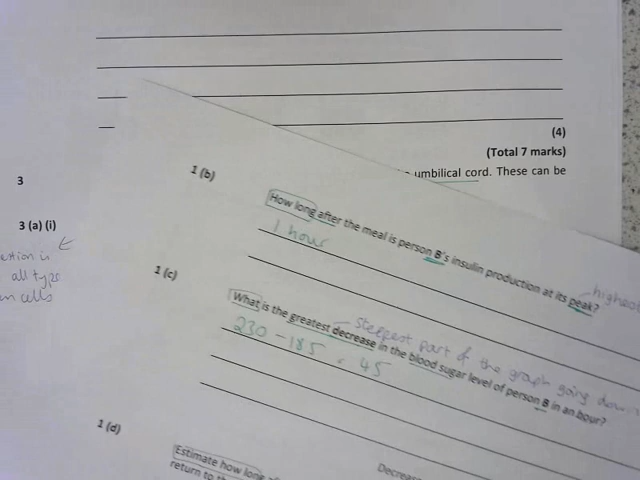 (4)
(Total 7 marks)
umbilical cord. These can be
3
3 (a) (i)
is
all type
cells
1 (b)
How long after the meal is person B's insulin production at its peak?
highest
1 hour
1 (c)
What is the greatest decrease in the blood sugar level of person B in an hour?
steepest part of the graph going down
230 - 185 = 45
1 (d)
Estimate how long
return to the
Decrease